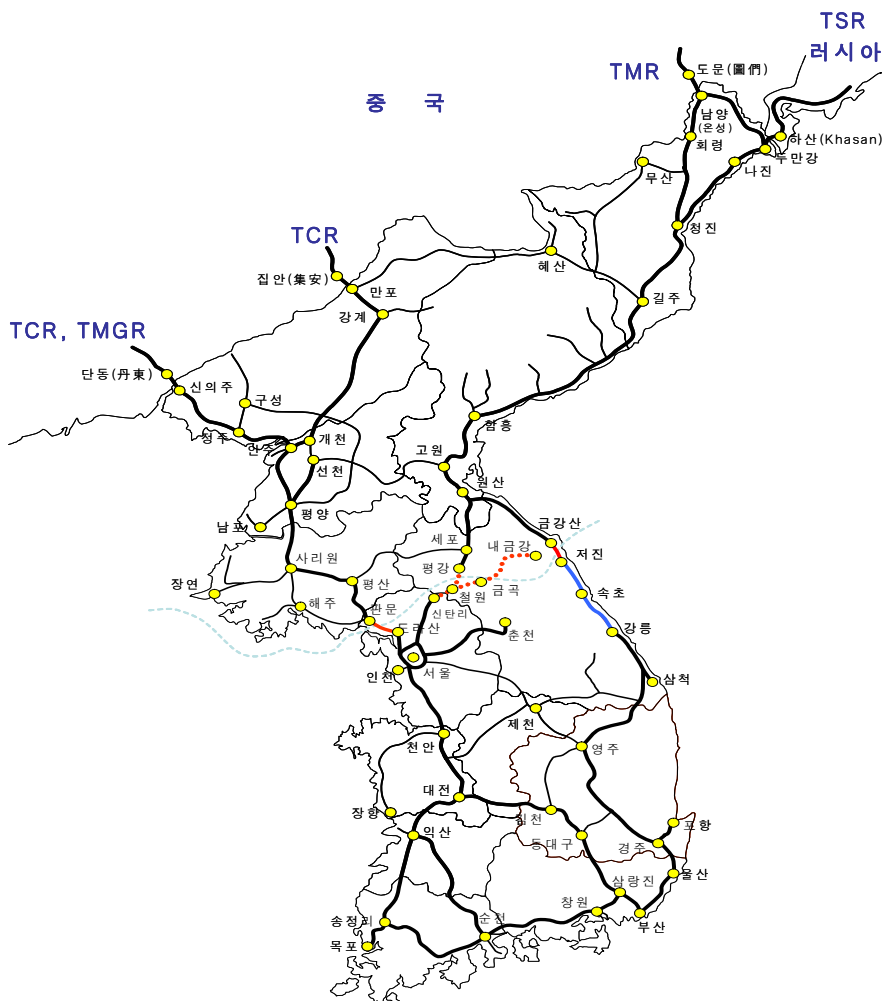 TSR
러시아
TMR
도문(圖們)
중 국
남양
(온성)
회령
하산(Khasan)
두만강
나진
무산
청진
TCR
혜산
집안(集安)
만포
길주
강계
TCR, TMGR
단동(丹東)
신의주
구성
함흥
정주
개천
안주
고원
선천
원산
평양
남포
금강산
세포
내금강
저진
사리원
평강
장연
평산
금곡
속초
철원
해주
신탄리
판문
도라산
춘천
강릉
서울
인천
삼척
제천
천안
영주
대전
장항
김천
포항
익산
동대구
경주
울산
삼랑진
창원
송정리
순천
부산
목포